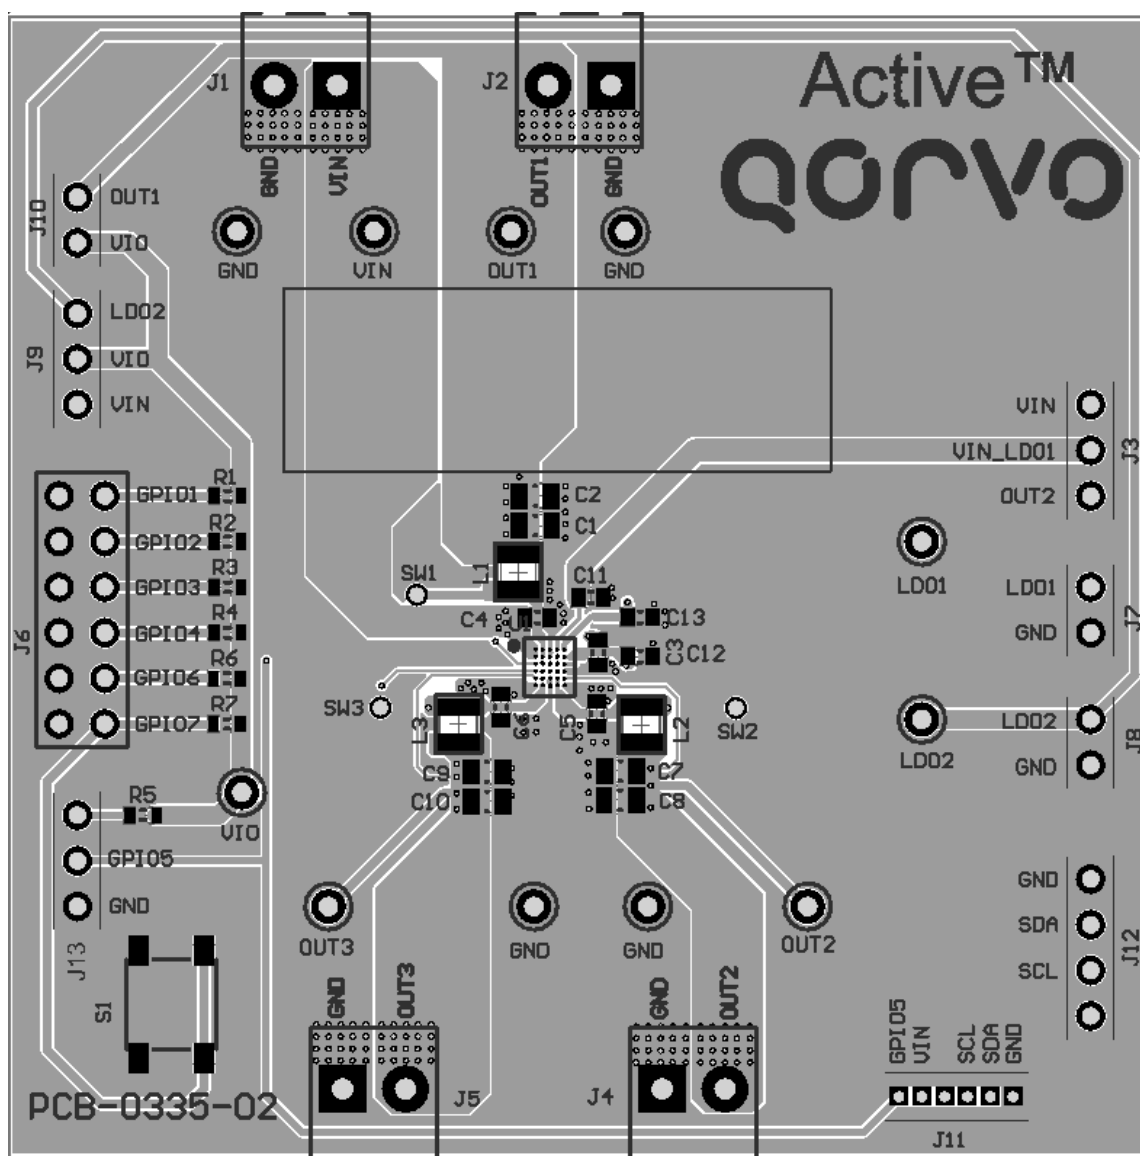 J1
J2
Active™
QORVO
GND
VIN
OUT1
GND
J10
OUT1
VIO
GND
VIN
OUT1
GND
J9
LDO2
VIO
VIN
VIN
VIN_LDO1
OUT2
J3
J6
GPIO1
R1
GPIO2
R2
GPIO3
R3
GPIO4
R4
GPIO6
R6
GPIO7
R7
C2
C1
SW1
L1
C11
C4
U1
C13
C3
C12
LDO1
LDO1
GND
J7
SW3
L3
C6
C5
L2
SW2
LDO2
LDO2
GND
J8
C9
C10
C7
C8
R5
VIO
GPIO5
GND
J13
OUT3
GND
GND
OUT2
GND
SDA
SCL
J12
S1
GND
OUT3
GND
OUT2
GPIO5
VIN
SCL
SDA
GND
PCB-0335-02
J5
J4
J11